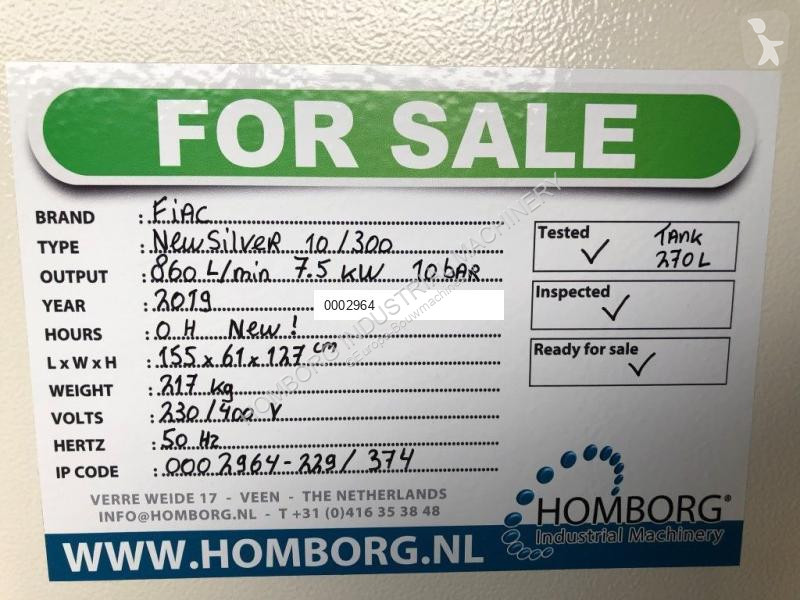 FOR SALE
BRAND : FiAC
TYPE : NewSilveR 10/300
OUTPUT : 860 L/min 7.5 kW 10 bAR
YEAR : 2019
0002964
HOURS : 0 H New!
L x W x H : 155 x 61 x 127 cm
WEIGHT : 217 kg
VOLTS : 230/400 V
HERTZ : 50 Hz
IP CODE : 0002964-229/374
Tested ✓ TANK
270L
Inspected ✓
Ready for sale ✓
VERRE WEIDE 17 - VEEN - THE NETHERLANDS
INFO@HOMBORG.NL - T +31 (0)416 35 38 48
HOMBORG®
Industrial Machinery
WWW.HOMBORG.NL
HOMBORG INDUSTRIAL MACHINERY